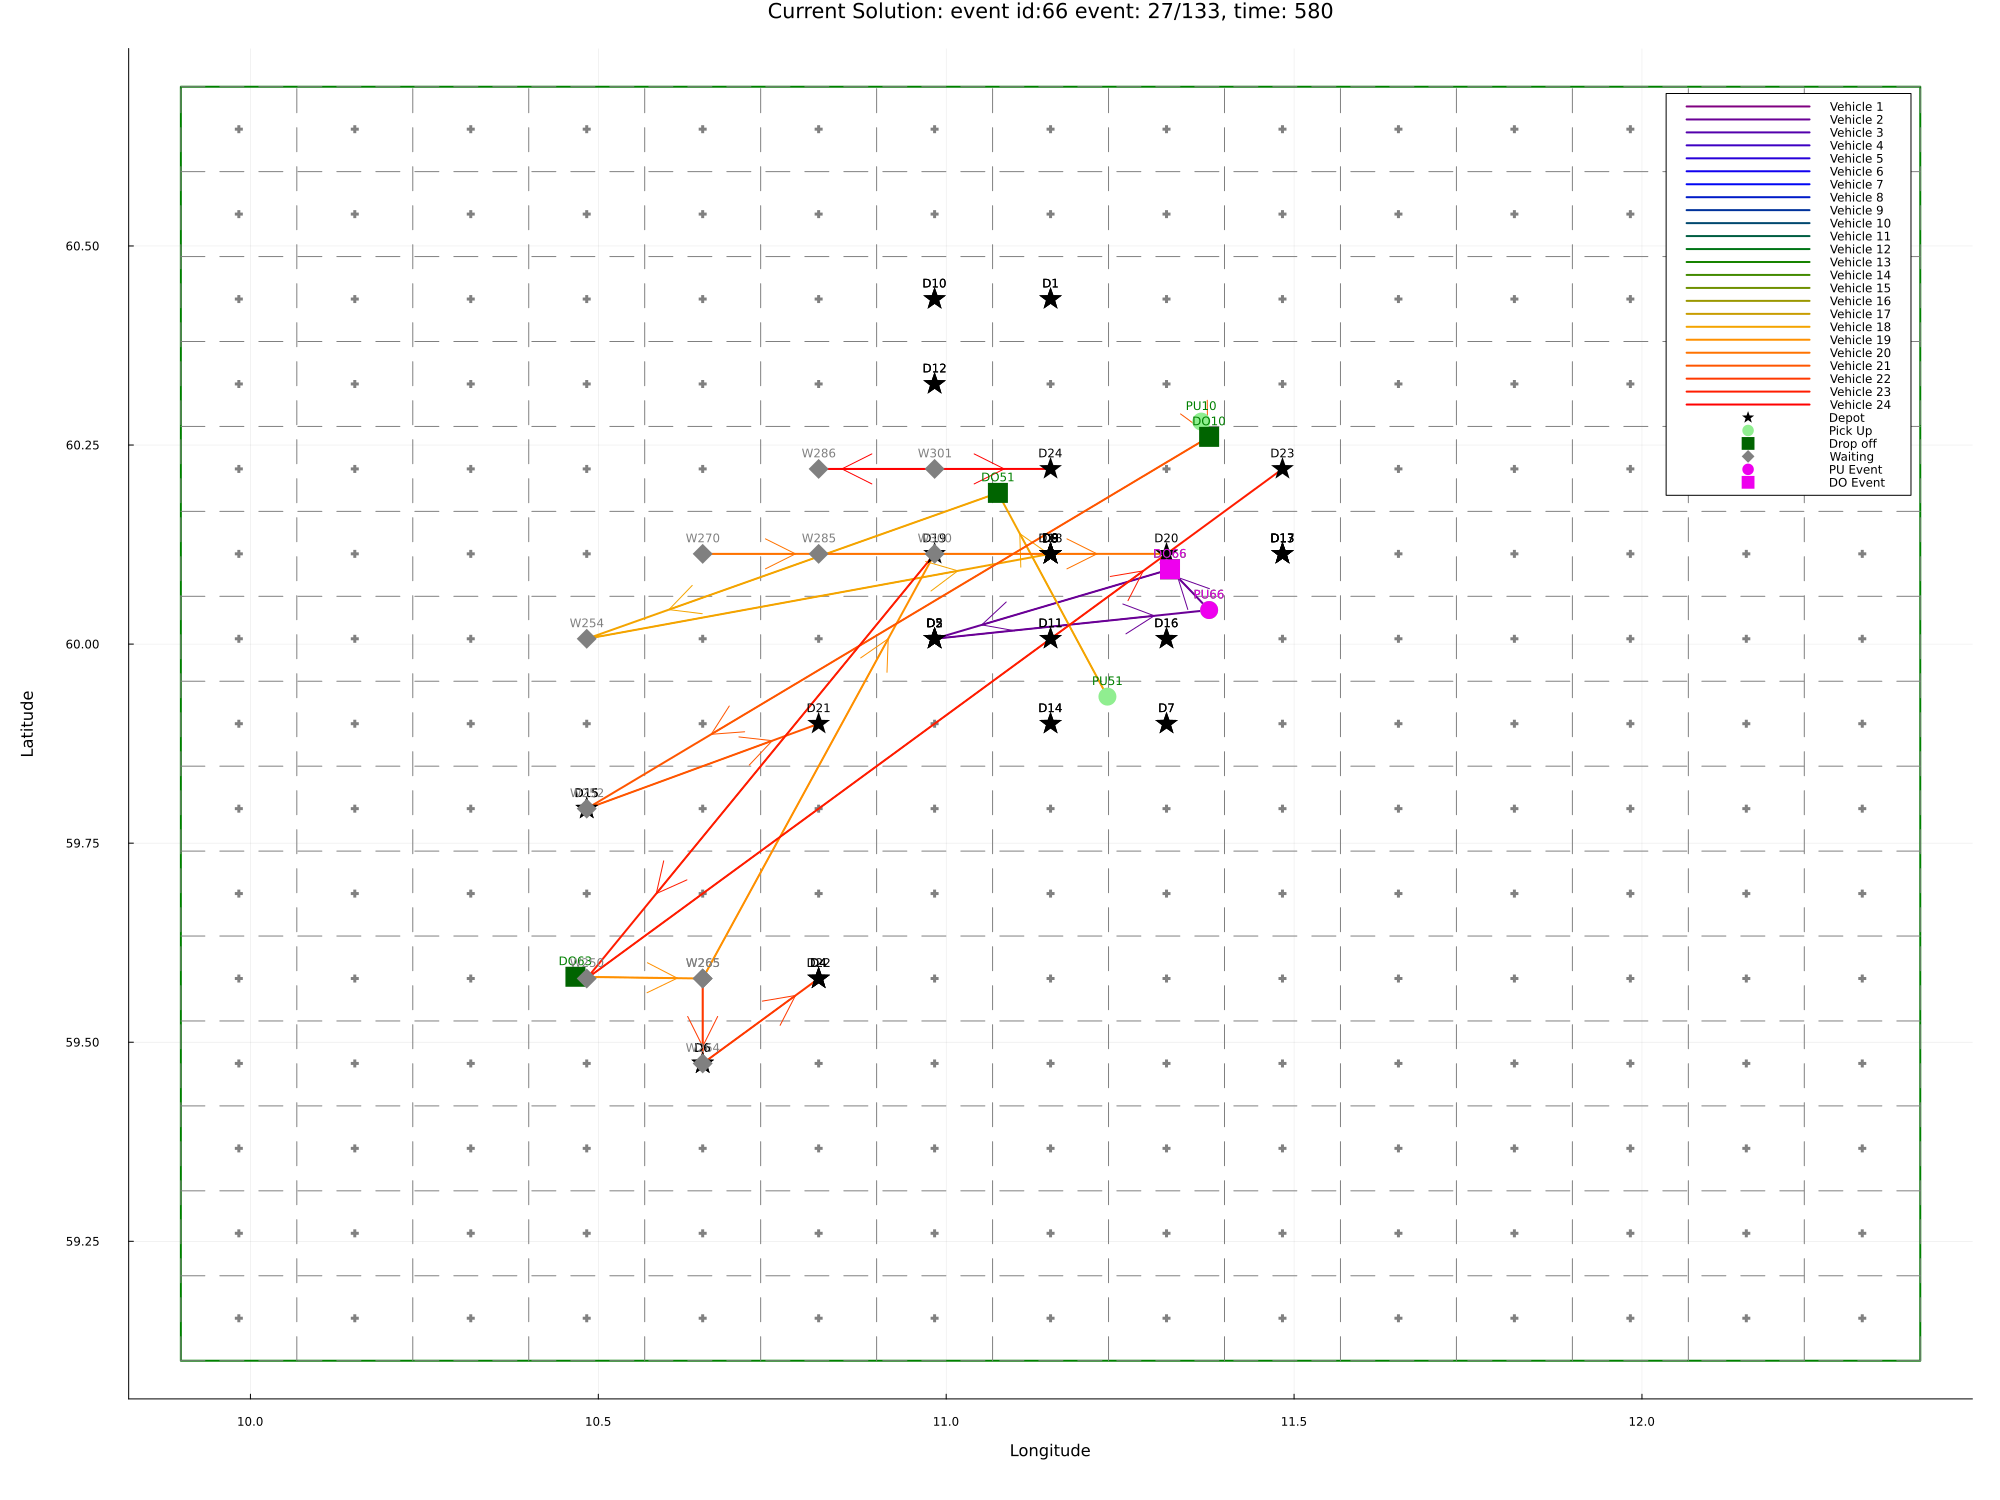 Current Solution: event id:66 event: 27/133, time: 580
Vehicle 1
Vehicle 2
Vehicle 3
Vehicle 4
Vehicle 5
Vehicle 6
Vehicle 7
Vehicle 8
Vehicle 9
Vehicle 10
Vehicle 11
Vehicle 12
Vehicle 13
Vehicle 14
Vehicle 15
Vehicle 16
Vehicle 17
Vehicle 18
Vehicle 19
Vehicle 20
Vehicle 21
Vehicle 22
Vehicle 23
Vehicle 24
Depot
Pick Up
Drop off
Waiting
PU Event
DO Event
60.50
D10 D1
D12
PU10
DO10
60.25
W286 W301 D24 D23
DO51
W270 W285 D19 D20
DO66
PU66
W254 D11 D16
60.00
PU51
D21 D14 D7
D15
59.75
DO63
W265 D22
59.50
D6
59.25
Latitude
10.0 10.5 11.0 11.5 12.0
Longitude